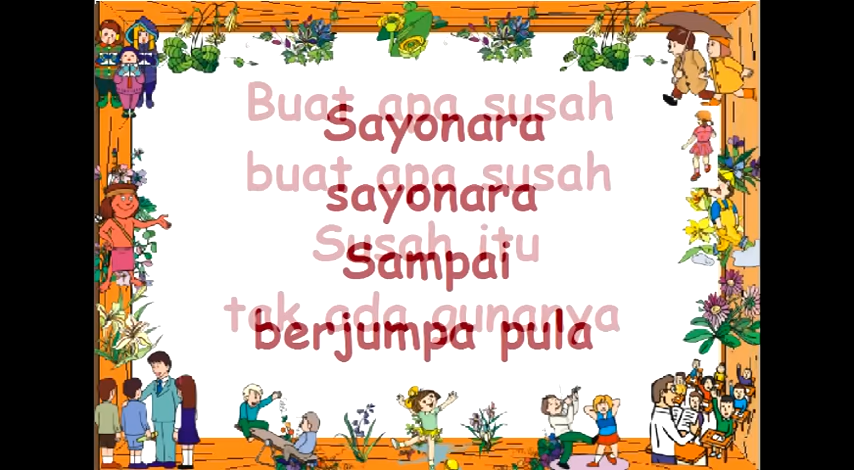 Buat apa susah
Sayonara
buat apa susah
sayonara
Susah itu
Sampai
tak ada gunanya
berjumpa pula